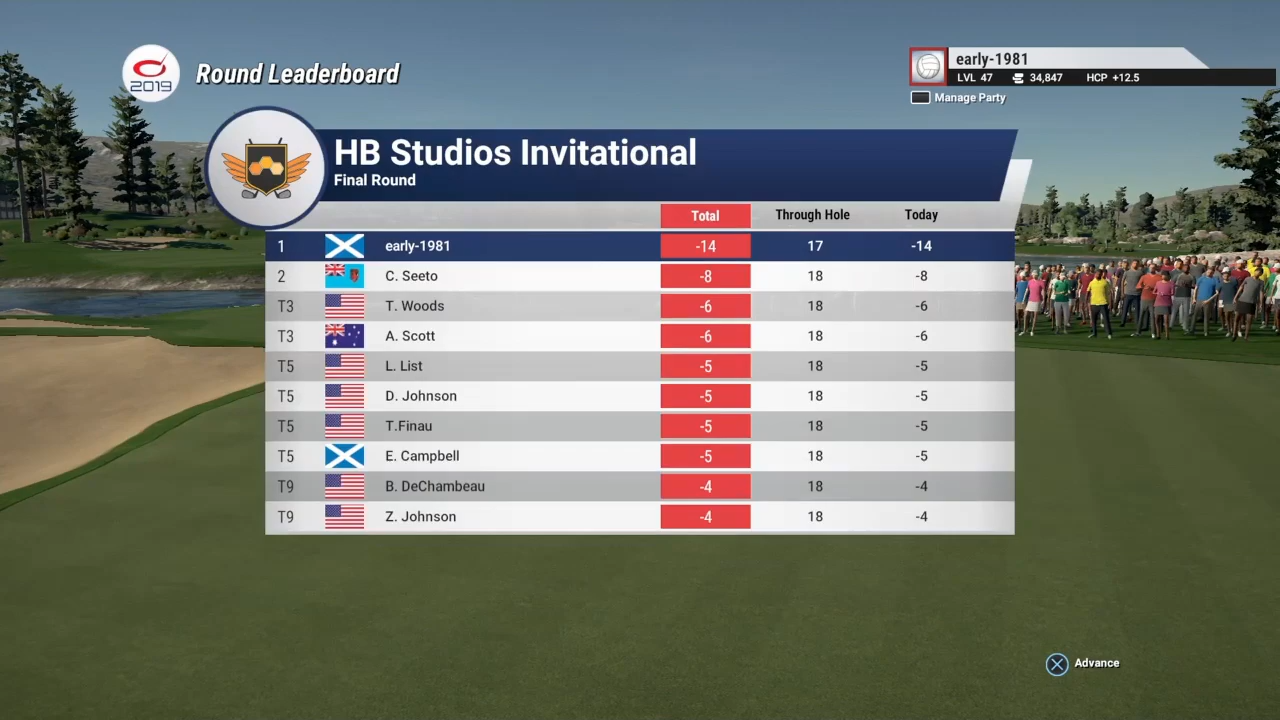 2019
Round Leaderboard
early-1981
LVL 47 34,847 HCP +12.5
Manage Party
HB Studios Invitational
Final Round
Total Through Hole Today
1 early-1981 -14 17 -14
2 C. Seeto -8 18 -8
T3 T. Woods -6 18 -6
T3 A. Scott -6 18 -6
T5 L. List -5 18 -5
T5 D. Johnson -5 18 -5
T5 T.Finau -5 18 -5
T5 E. Campbell -5 18 -5
T9 B. DeChambeau -4 18 -4
T9 Z. Johnson -4 18 -4
Advance